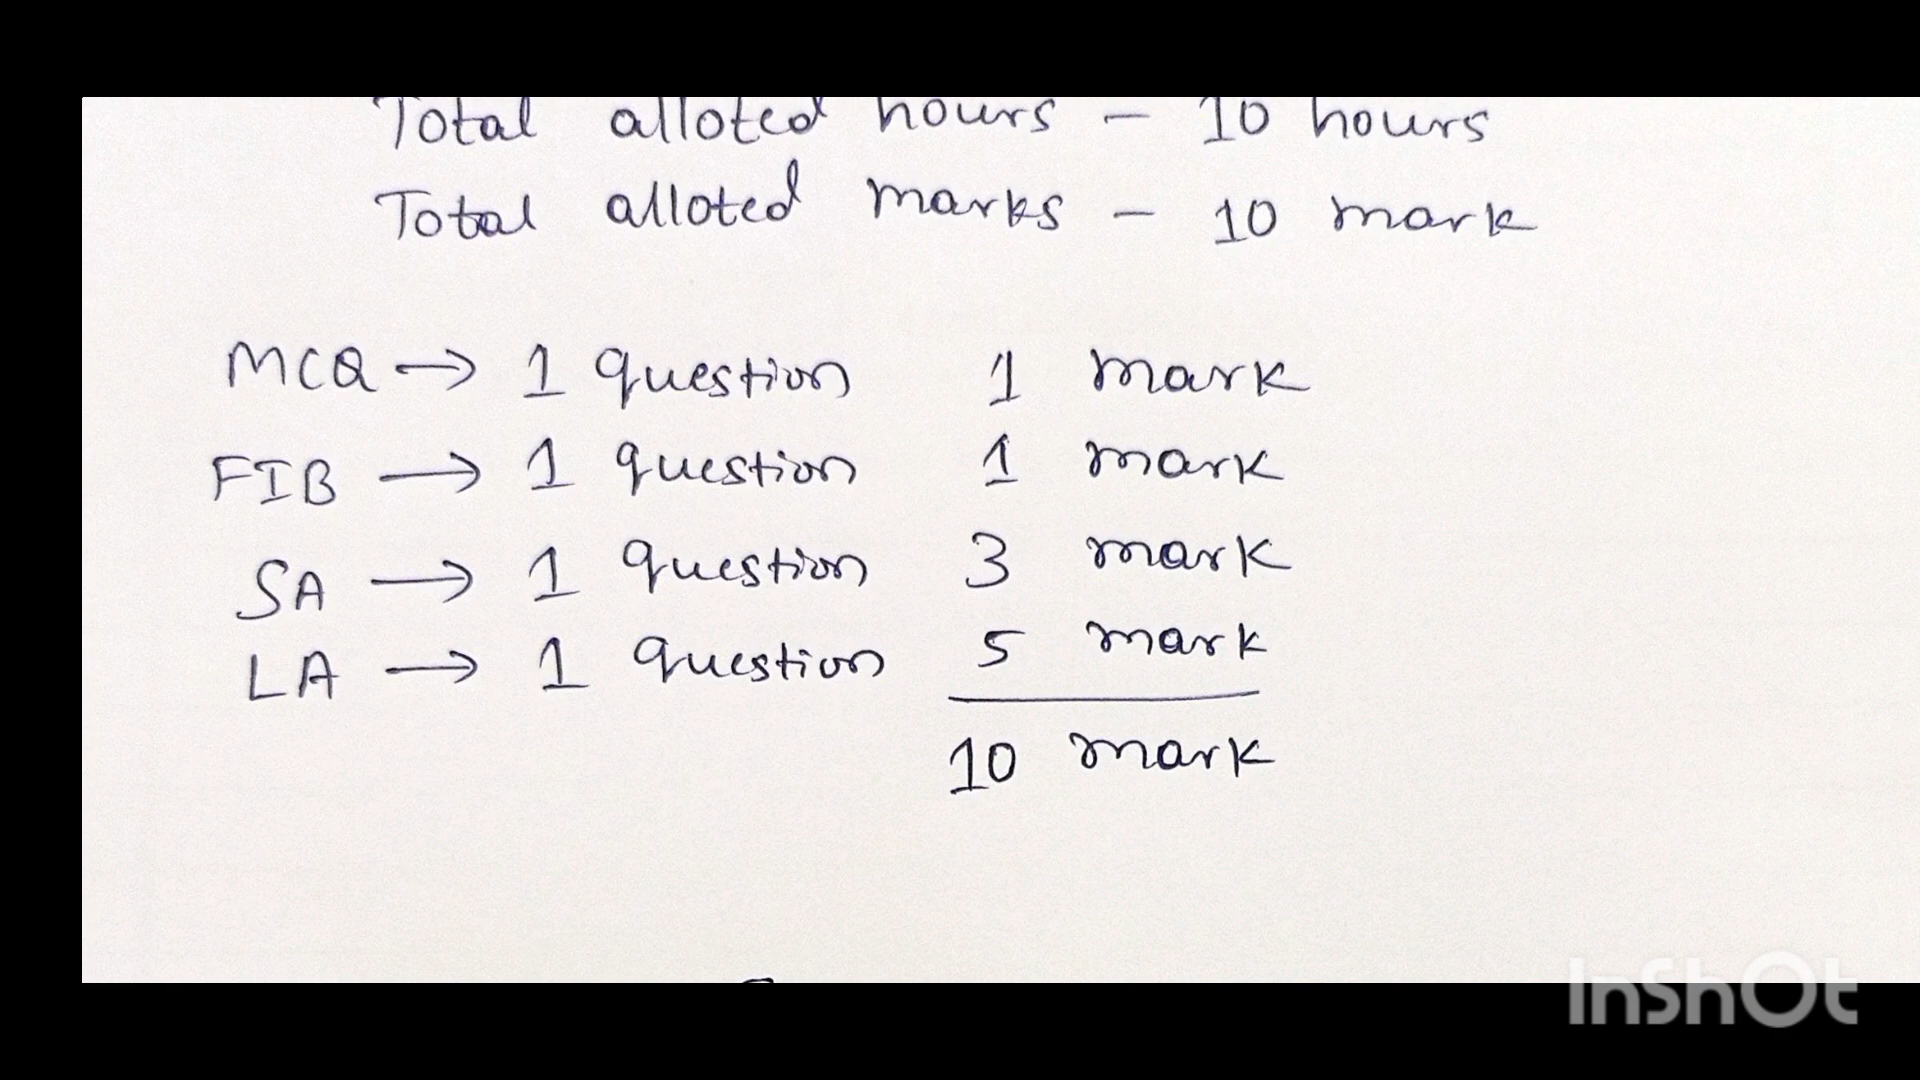 Total alloted hours - 10 hours
Total alloted marks - 10 mark
MCQ → 1 question 1 mark
FIB → 1 question 1 mark
SA → 1 question 3 mark
LA → 1 question 5 mark
10 mark
InShOt